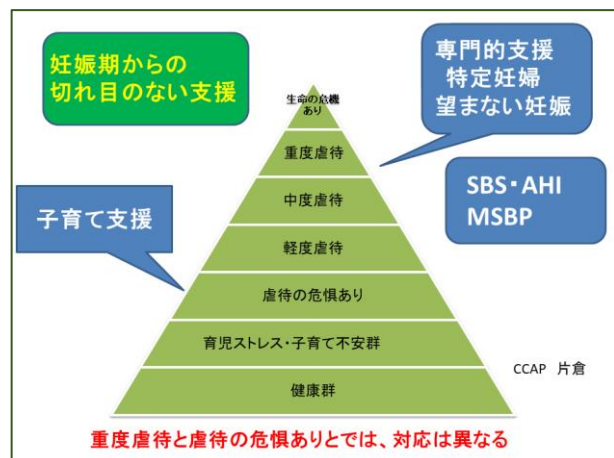 妊娠期からの
切れ目のない支援
専門的支援
特定妊婦
望まない妊娠
生命の危機
あり
重度虐待
SBS・AHI
MSBP
中度虐待
子育て支援
軽度虐待
虐待の危惧あり
育児ストレス・子育て不安群
CCAP 片倉
健康群
重度虐待と虐待の危惧ありとでは、対応は異なる